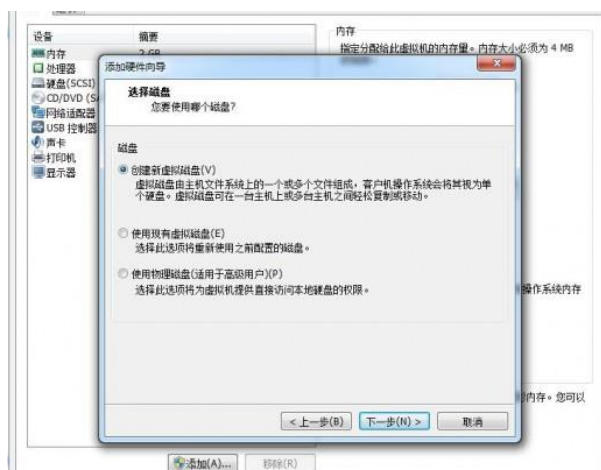 设备
摘要
内存
指定分配给此虚拟机的内存量。内存大小必须为 4 MB
内存
2 GB
处理器
硬盘(SCSI)
CD/DVD (SA
网络适配器
USB 控制器
声卡
打印机
显示器
添加硬件向导
选择磁盘
您要使用哪个磁盘?
磁盘
创建新虚拟磁盘(V)
虚拟磁盘由主机文件系统上的一个或多个文件组成,客户机操作系统会将其视为单
个硬盘。虚拟磁盘可在一台主机上或多台主机之间轻松复制或移动。
使用现有虚拟磁盘(E)
选择此选项将重新使用之前配置的磁盘。
使用物理磁盘(适用于高级用户)(P)
选择此选项将为虚拟机提供直接访问本地硬盘的权限。
操作系统内存
内存。您可以
< 上一步(B)
下一步(N) >
取消
添加(A)...
移除(R)